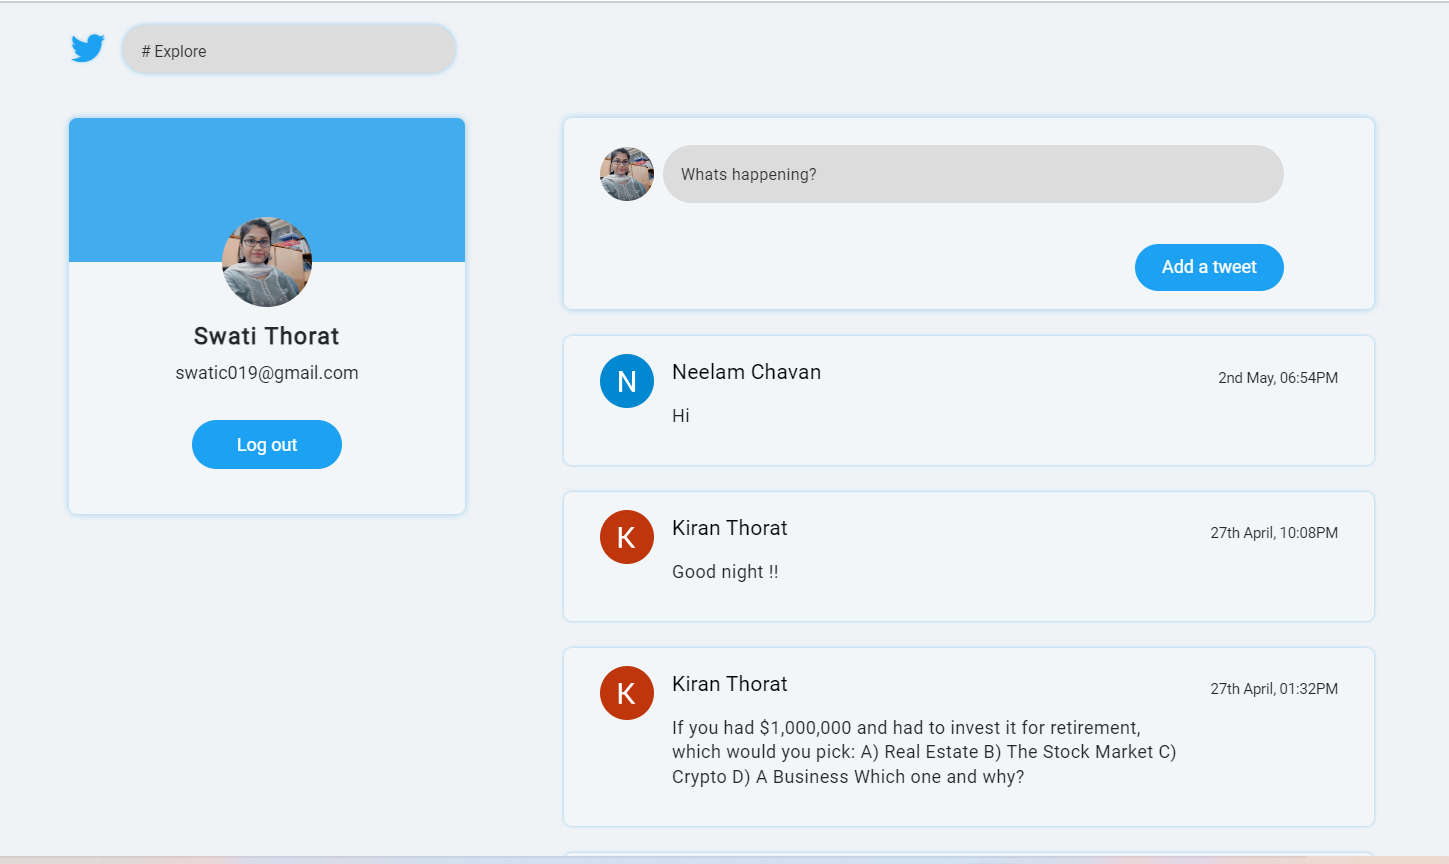 # Explore
Swati Thorat
swatic019@gmail.com
Log out
Whats happening?
Add a tweet
N
Neelam Chavan
2nd May, 06:54PM
Hi
K
Kiran Thorat
27th April, 10:08PM
Good night !!
K
Kiran Thorat
27th April, 01:32PM
If you had $1,000,000 and had to invest it for retirement,
which would you pick: A) Real Estate B) The Stock Market C)
Crypto D) A Business Which one and why?